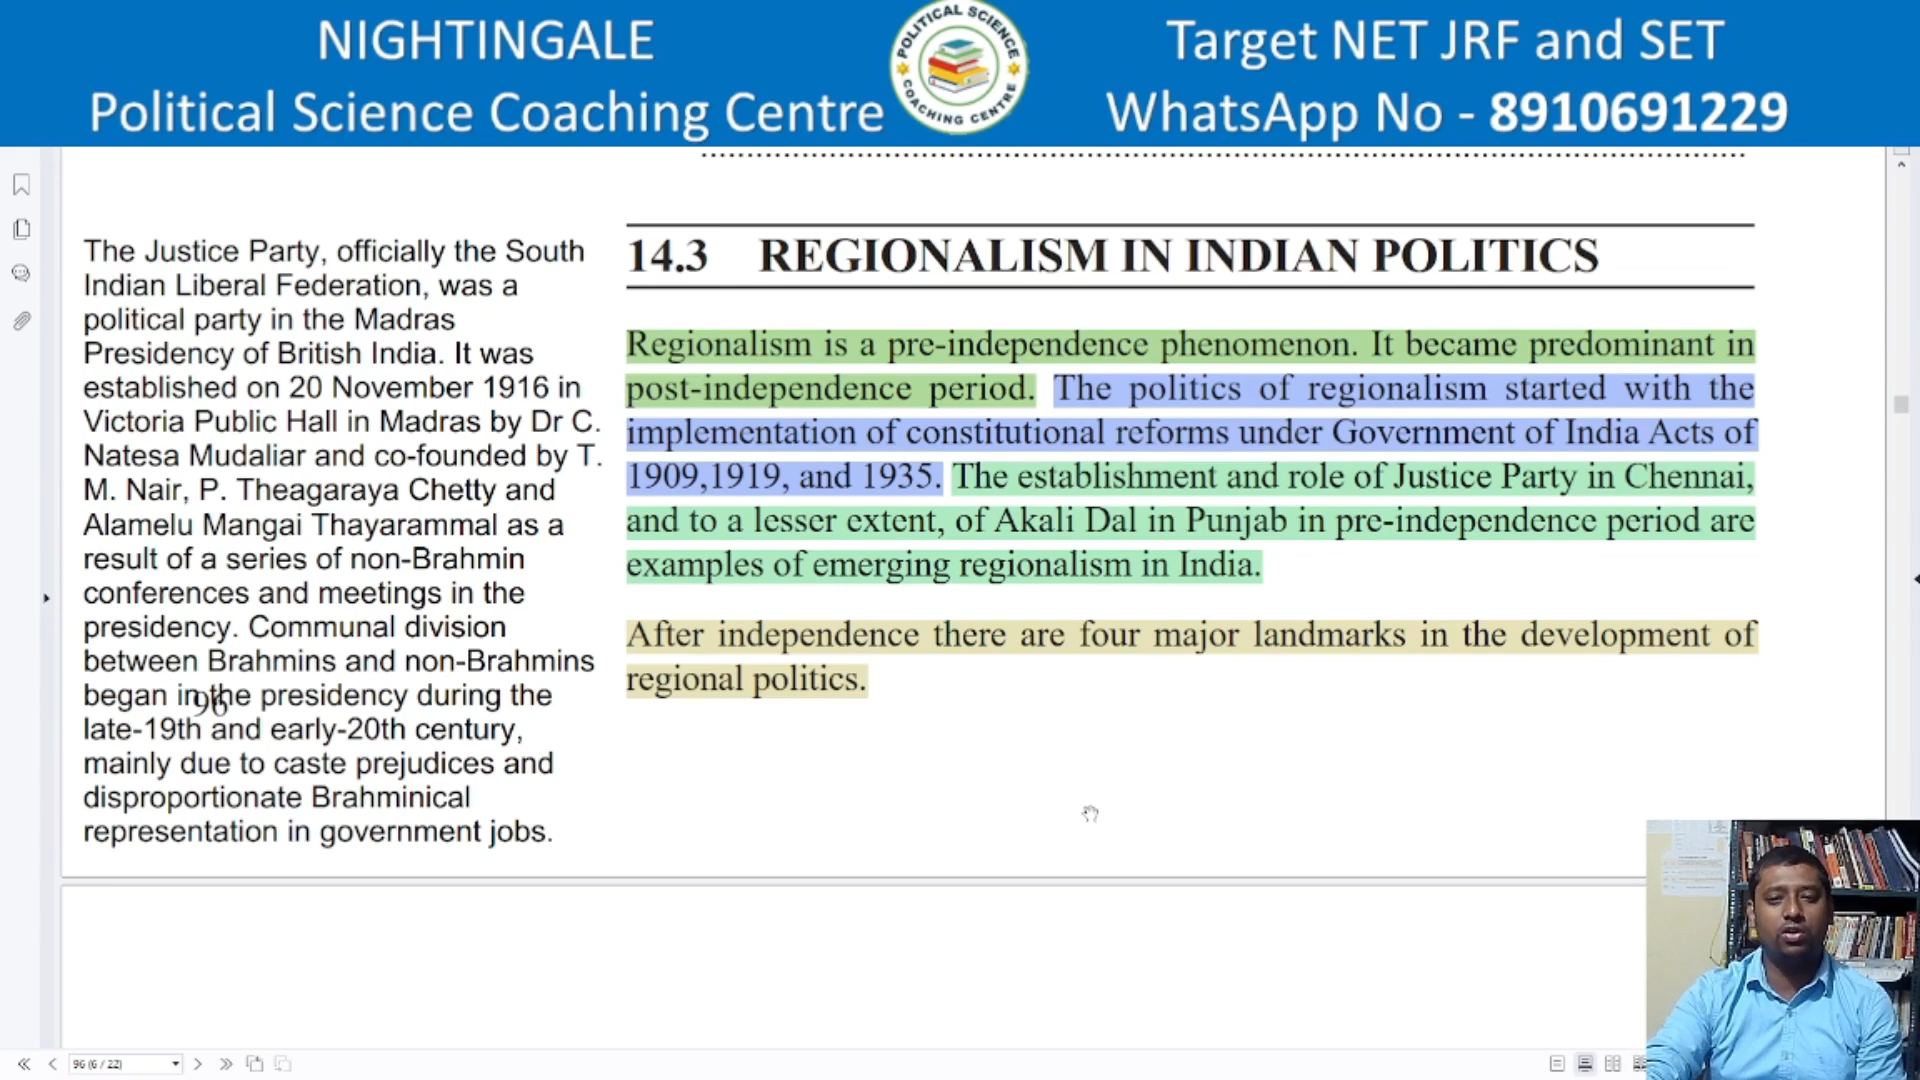 NIGHTINGALE
Political Science Coaching Centre
POLITICAL SCIENCE
COACHING CENTRE
Target NET JRF and SET
WhatsApp No - 8910691229
The Justice Party, officially the South
Indian Liberal Federation, was a
political party in the Madras
Presidency of British India. It was
established on 20 November 1916 in
Victoria Public Hall in Madras by Dr C.
Natesa Mudaliar and co-founded by T.
M. Nair, P. Theagaraya Chetty and
Alamelu Mangai Thayarammal as a
result of a series of non-Brahmin
conferences and meetings in the
presidency. Communal division
between Brahmins and non-Brahmins
began in the presidency during the
96
late-19th and early-20th century,
mainly due to caste prejudices and
disproportionate Brahminical
representation in government jobs.
14.3 REGIONALISM IN INDIAN POLITICS
Regionalism is a pre-independence phenomenon. It became predominant in
post-independence period. The politics of regionalism started with the
implementation of constitutional reforms under Government of India Acts of
1909,1919, and 1935. The establishment and role of Justice Party in Chennai,
and to a lesser extent, of Akali Dal in Punjab in pre-independence period are
examples of emerging regionalism in India.
After independence there are four major landmarks in the development of
regional politics.
96 (6 / 22)